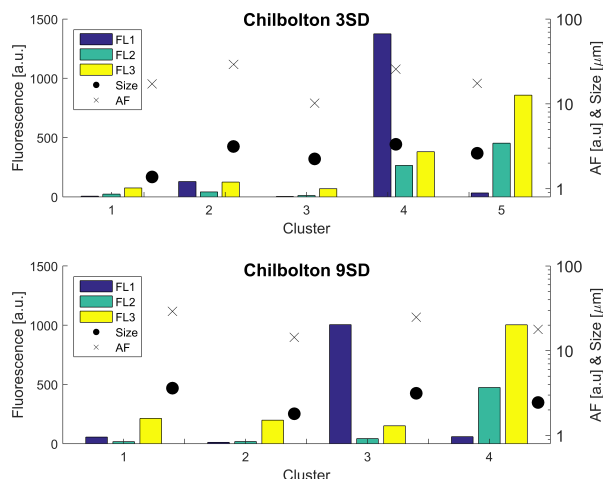 Chilbolton 3SD
1500
1000
500
0
Fluorescence [a.u.]
FL1
FL2
FL3
Size
AF
100
10
1
AF [a.u] & Size [μm]
1 2 3 4 5
Cluster
Chilbolton 9SD
1500
1000
500
0
Fluorescence [a.u.]
FL1
FL2
FL3
Size
AF
100
10
1
AF [a.u] & Size [μm]
1 2 3 4
Cluster